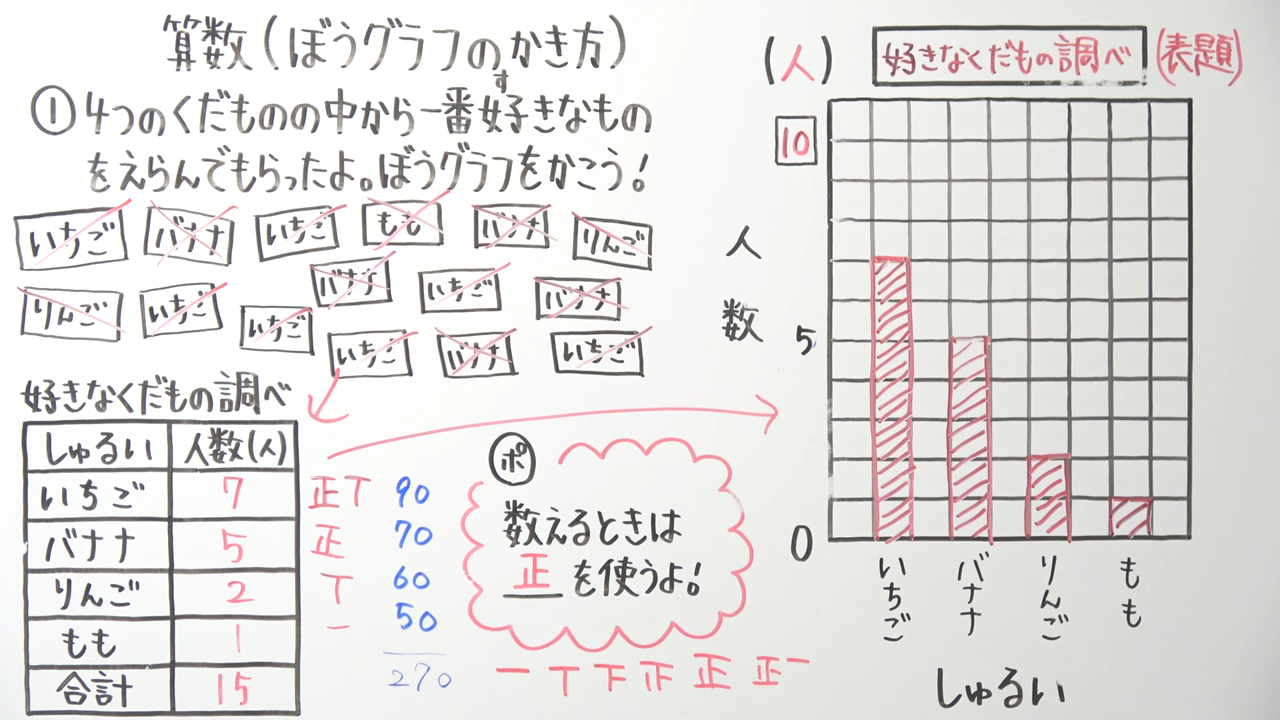 算数(ぼうグラフのかき方)
①4つのくだものの中から一番好きなもの
す
をえらんでもらったよ。ぼうグラフをかこう!
いちご バナナ いちご もも バナナ りんご
バナナ いちご バナナ
りんご いちご いちご
いちご バナナ いちご
好きなくだもの調べ
しゅるい 人数(人)
いちご 7 正T 90
バナナ 5 正 70
りんご 2 T 60
もも 1 一 50
合計 15 270
ポ
数えるときは
正を使うよ!
一 T 下 正 正一
(人) 好きなくだもの調べ (表題)
10
人数
5
0
いちご バナナ りんご もも
しゅるい